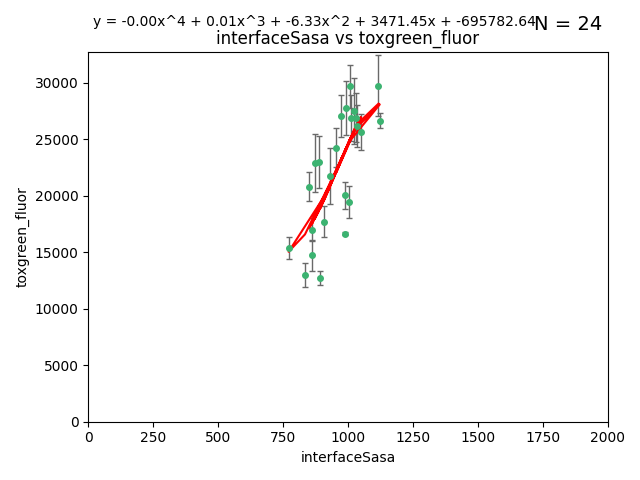 y = -0.00x^4 + 0.01x^3 + -6.33x^2 + 3471.45x + -695782.64
N = 24
interfaceSasa vs toxgreen_fluor
30000
25000
20000
15000
10000
5000
0
toxgreen_fluor
0 250 500 750 1000 1250 1500 1750 2000
interfaceSasa